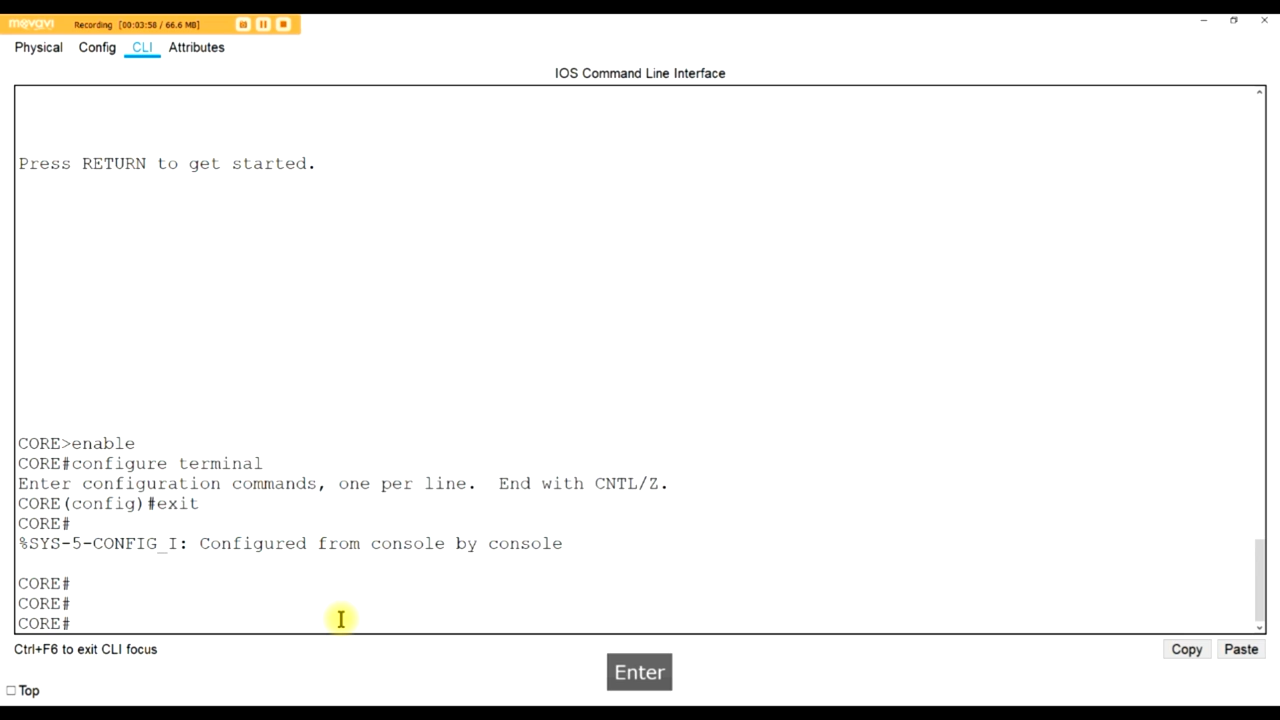 movavi Recording [00:03:58 / 66.6 MB]
Physical Config CLI Attributes
IOS Command Line Interface
Press RETURN to get started.
CORE>enable
CORE#configure terminal
Enter configuration commands, one per line.  End with CNTL/Z.
CORE(config)#exit
CORE#
%SYS-5-CONFIG_I: Configured from console by console
CORE#
CORE#
CORE#
Ctrl+F6 to exit CLI focus
Copy Paste
Enter
Top